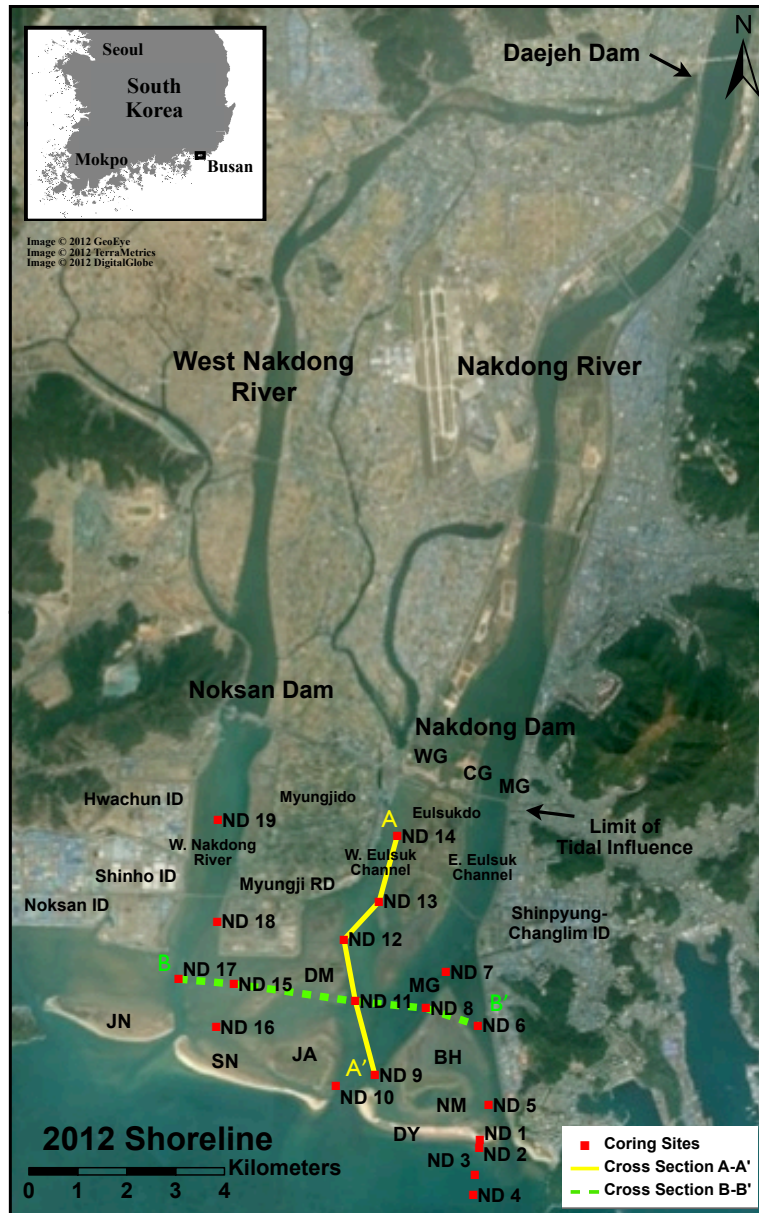 Seoul
South
Korea
Mokpo
Busan
Image © 2012 GeoEye
Image © 2012 TerraMetrics
Image © 2012 DigitalGlobe
Daejeh Dam
N
West Nakdong
River
Nakdong River
Noksan Dam
Nakdong Dam
WG
CG
MG
Limit of
Tidal Influence
Hwachun ID
Myungjido
Eulsukdo
A
ND 19
ND 14
W. Nakdong
River
W. Eulsuk
Channel
E. Eulsuk
Channel
Shinho ID
Myungji RD
Noksan ID
ND 18
ND 13
Shinpyung-
Changlim ID
ND 12
B
ND 17
ND 15
DM
ND 7
MG
ND 11
ND 8
B'
ND 6
JN
ND 16
SN
JA
BH
A'
ND 9
ND 10
NM
ND 5
DY
ND 1
ND 2
ND 3
ND 4
2012 Shoreline
Kilometers
0 1 2 4
Coring Sites
Cross Section A-A'
Cross Section B-B'